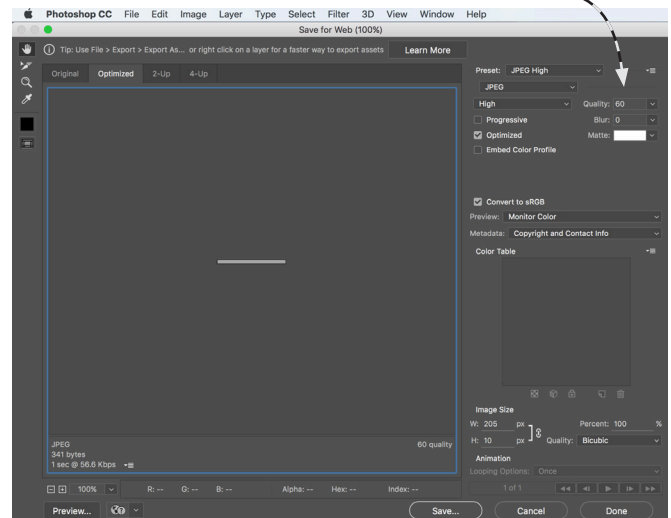 Photoshop CC File Edit Image Layer Type Select Filter 3D View Window Help
Save for Web (100%)
Tip: Use File > Export > Export As... or right click on a layer for a faster way to export assets Learn More
Original Optimized 2-Up 4-Up
Preset: JPEG High
JPEG
High Quality: 60
Progressive Blur: 0
Optimized Matte:
Embed Color Profile
Convert to sRGB
Preview: Monitor Color
Metadata: Copyright and Contact Info
Color Table
Image Size
W: 205 px Percent: 100 %
H: 10 px Quality: Bicubic
Animation
Looping Options: Once
1 of 1
JPEG 60 quality
341 bytes
1 sec @ 56.6 Kbps
100% R: -- G: -- B: -- Alpha: -- Hex: -- Index: --
Preview... Save... Cancel Done